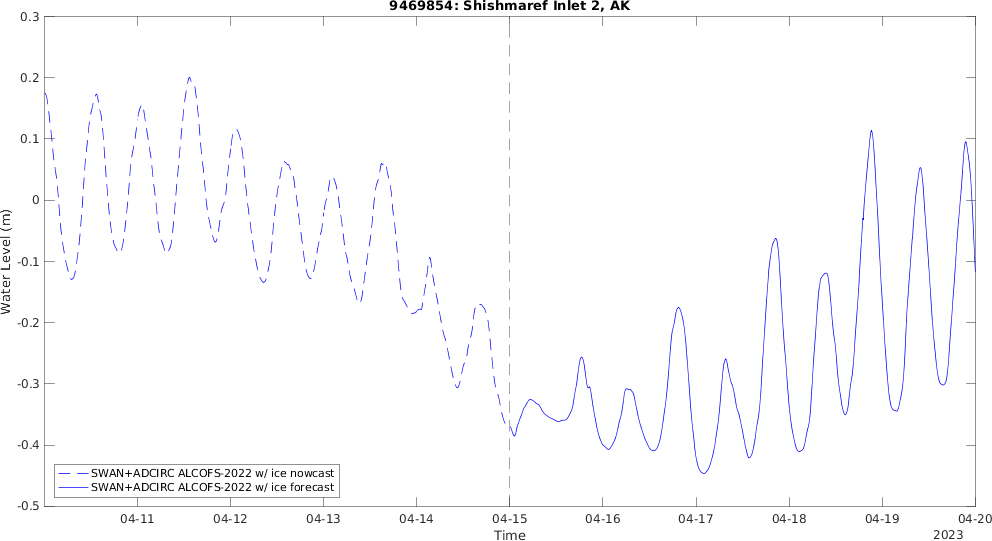 9469854: Shishmaref Inlet 2, AK
0.3
0.2
0.1
0
-0.1
-0.2
-0.3
-0.4
-0.5
Water Level (m)
SWAN+ADCIRC ALCOFS-2022 w/ ice nowcast
SWAN+ADCIRC ALCOFS-2022 w/ ice forecast
04-11 04-12 04-13 04-14 04-15 04-16 04-17 04-18 04-19 04-20
Time
2023